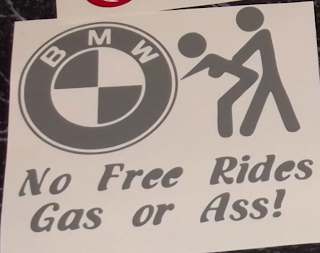 BMW
No Free Rides
Gas or Ass!